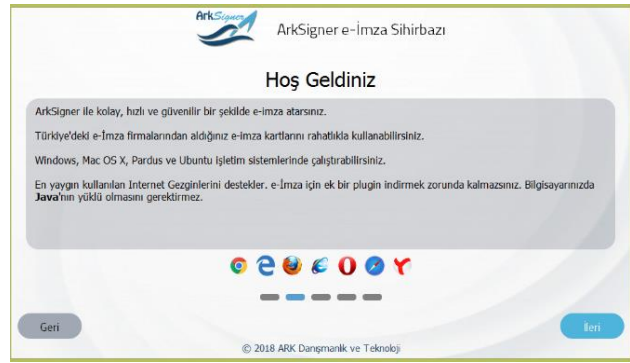 ArkSigner
ArkSigner e-İmza Sihirbazı
Hoş Geldiniz
ArkSigner ile kolay, hızlı ve güvenilir bir şekilde e-imza atarsınız.
Türkiye'deki e-İmza firmalarından aldığınız e-imza kartlarını rahatlıkla kullanabilirsiniz.
Windows, Mac OS X, Pardus ve Ubuntu işletim sistemlerinde çalıştırabilirsiniz.
En yaygın kullanılan Internet Gezginlerini destekler. e-İmza için ek bir plugin indirmek zorunda kalmazsınız. Bilgisayarınızda
Java'nın yüklü olmasını gerektirmez.
Geri
İleri
© 2018 ARK Danışmanlık ve Teknoloji